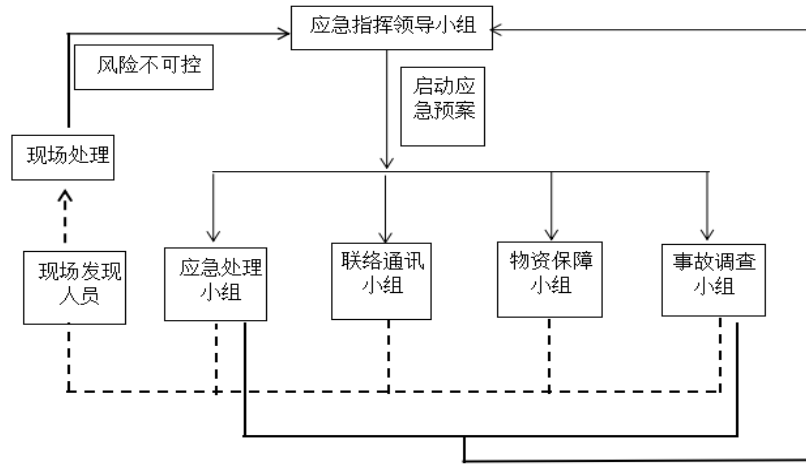 应急指挥领导小组
风险不可控
启动应
急预案
现场处理
现场发现
人员
应急处理
小组
联络通讯
小组
物资保障
小组
事故调查
小组